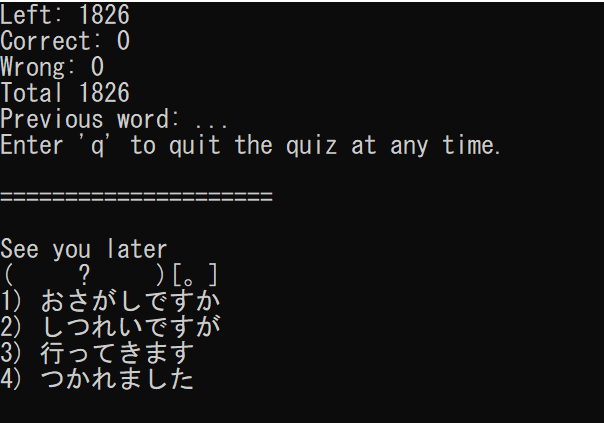 Left: 1826
Correct: 0
Wrong: 0
Total 1826
Previous word: ...
Enter 'q' to quit the quiz at any time.
=====================
See you later
(     ?     )[。]
1) おさがしですか
2) しつれいですが
3) 行ってきます
4) つかれました